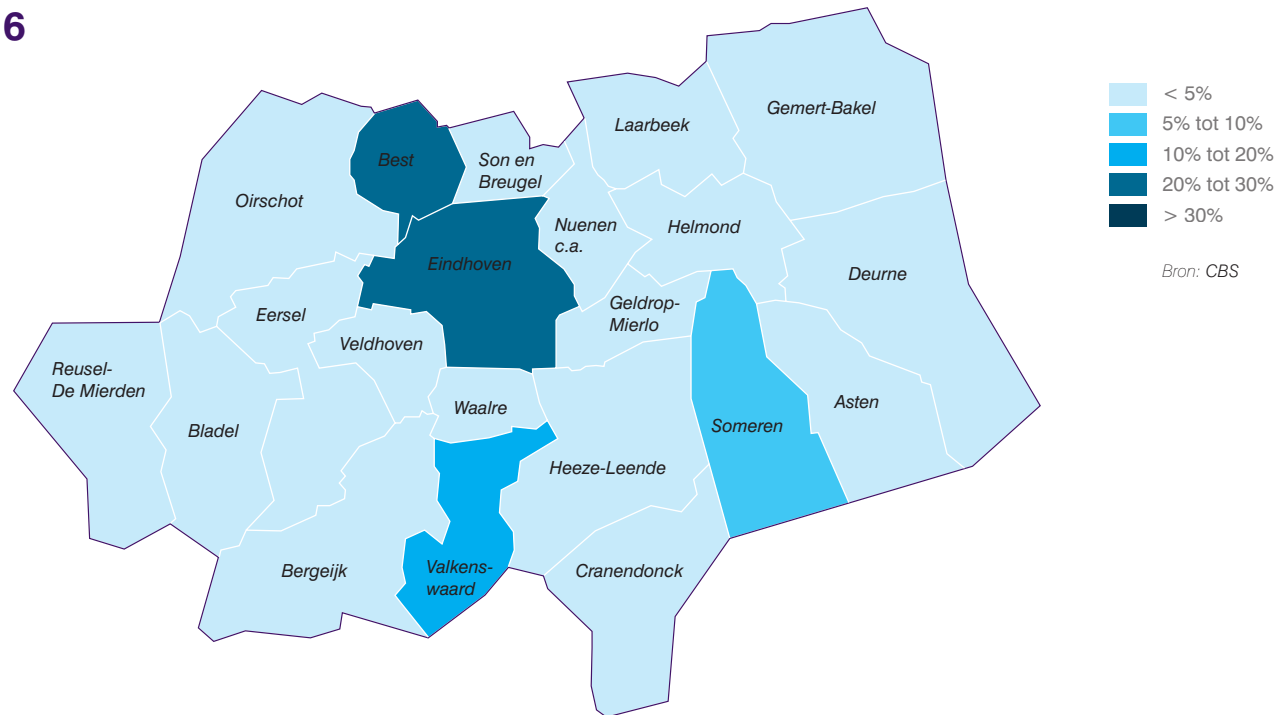 6
Gemert-Bakel
Laarbeek
Best
Son en
Breugel
Oirschot
Nuenen
c.a.
Helmond
Eindhoven
Deurne
Geldrop-
Mierlo
Eersel
Veldhoven
Reusel-
De Mierden
Waalre
Asten
Bladel
Someren
Heeze-Leende
Bergeijk
Valkens-
waard
Cranendonck
< 5%
5% tot 10%
10% tot 20%
20% tot 30%
> 30%
Bron: CBS